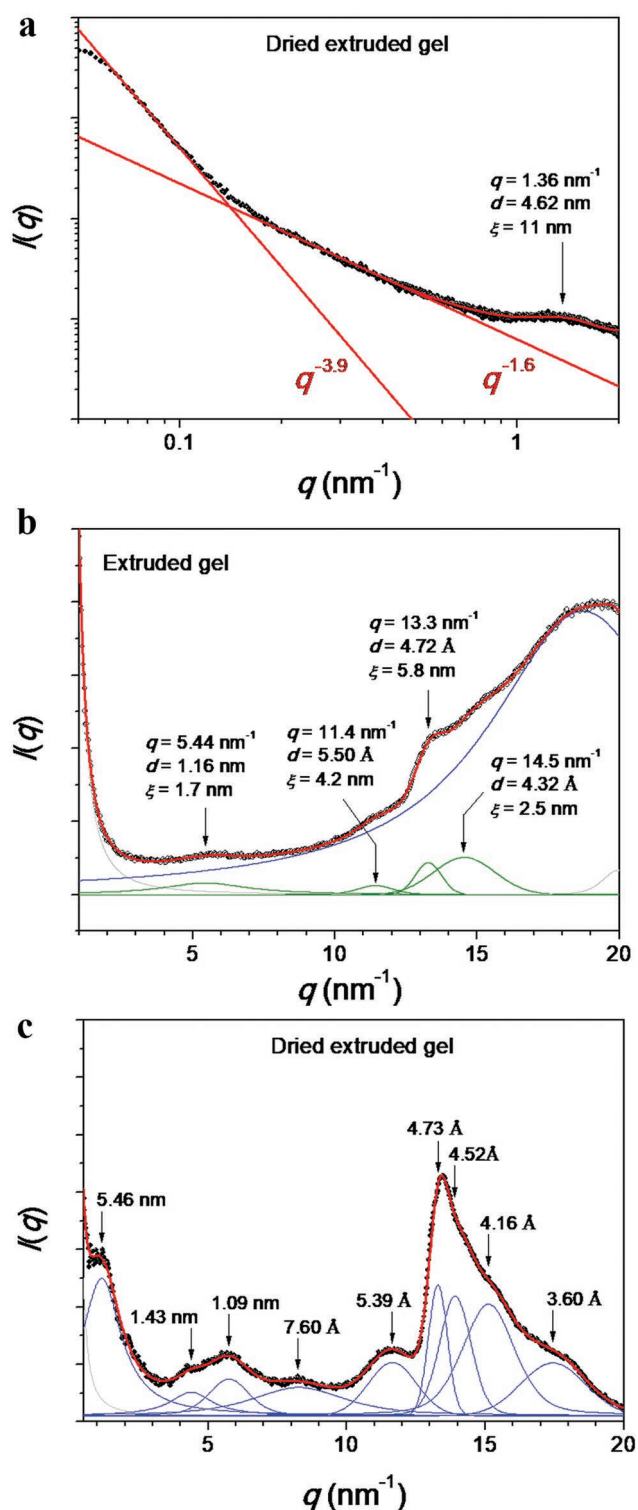 a
Dried extruded gel
q = 1.36 nm⁻¹
d = 4.62 nm
ξ = 11 nm
I(q)
q⁻³·⁹
q⁻¹·⁶
0.1
1
q (nm⁻¹)
b
Extruded gel
q = 13.3 nm⁻¹
d = 4.72 Å
ξ = 5.8 nm
q = 5.44 nm⁻¹
d = 1.16 nm
ξ = 1.7 nm
q = 11.4 nm⁻¹
d = 5.50 Å
ξ = 4.2 nm
q = 14.5 nm⁻¹
d = 4.32 Å
ξ = 2.5 nm
I(q)
5
10
15
20
q (nm⁻¹)
c
Dried extruded gel
4.73 Å
4.52Å
5.46 nm
4.16 Å
1.43 nm
1.09 nm
7.60 Å
5.39 Å
3.60 Å
I(q)
5
10
15
20
q (nm⁻¹)